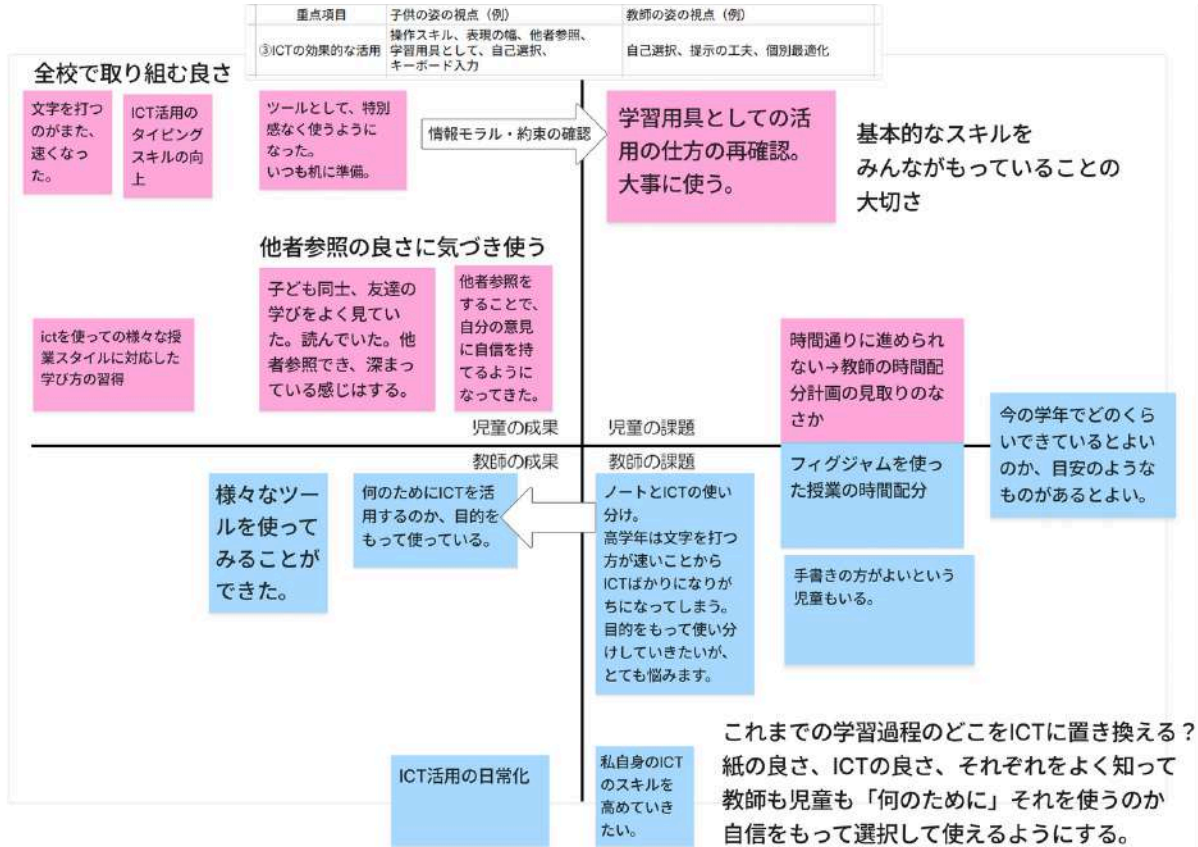 重点項目
子供の姿の視点（例）
教師の姿の視点（例）
③ICTの効果的な活用
操作スキル、表現の幅、他者参照、
学習用具として、自己選択、
キーボード入力
自己選択、提示の工夫、個別最適化
全校で取り組む良さ
文字を打つ
のがまた、
速くなっ
た。
ICT活用の
タイピング
スキルの向
上
ツールとして、特別
感なく使うように
なった。
いつも机に準備。
情報モラル・約束の確認
学習用具としての活
用の仕方の再確認。
大事に使う。
基本的なスキルを
みんながもっていることの
大切さ
他者参照の良さに気づき使う
ictを使っての様々な授
業スタイルに対応した
学び方の習得
子ども同士、友達の
学びをよく見てい
た。読んでいた。他
者参照でき、深まっ
ている感じはする。
他者参照を
することで、
自分の意見
に自信を持
てるように
なってきた。
時間通りに進められ
ない→教師の時間配
分計画の見取りのな
さか
児童の成果
児童の課題
教師の成果
教師の課題
今の学年でどのくら
いできているとよい
のか、目安のような
ものがあるとよい。
様々なツー
ルを使って
みることが
できた。
何のためにICTを活
用するのか、目的を
もって使っている。
ノートとICTの使い
分け。
高学年は文字を打つ
方が速いことから
ICTばかりになりが
ちになってしまう。
目的をもって使い分
けしていきたいが、
とても悩みます。
フィグジャムを使っ
た授業の時間配分
手書きの方がよいという
児童もいる。
ICT活用の日常化
私自身のICT
のスキルを
高めていき
たい。
これまでの学習過程のどこをICTに置き換える？
紙の良さ、ICTの良さ、それぞれをよく知って
教師も児童も「何のために」それを使うのか
自信をもって選択して使えるようにする。